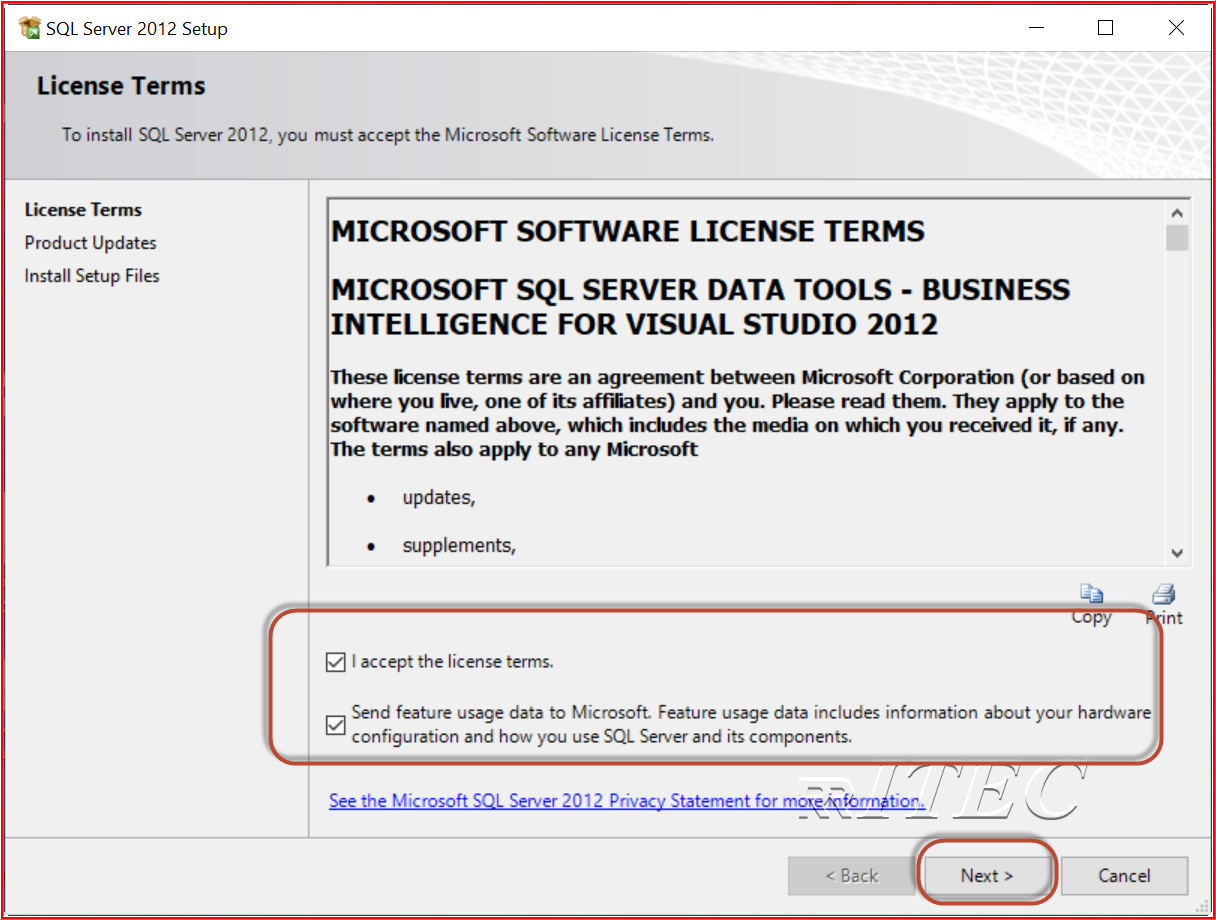 SQL Server 2012 Setup
License Terms
To install SQL Server 2012, you must accept the Microsoft Software License Terms.
License Terms
Product Updates
Install Setup Files
MICROSOFT SOFTWARE LICENSE TERMS
MICROSOFT SQL SERVER DATA TOOLS - BUSINESS
INTELLIGENCE FOR VISUAL STUDIO 2012
These license terms are an agreement between Microsoft Corporation (or based on
where you live, one of its affiliates) and you. Please read them. They apply to the
software named above, which includes the media on which you received it, if any.
The terms also apply to any Microsoft
• updates,
• supplements,
Copy Print
I accept the license terms.
Send feature usage data to Microsoft. Feature usage data includes information about your hardware
configuration and how you use SQL Server and its components.
See the Microsoft SQL Server 2012 Privacy Statement for more information.
RRITEC
< Back Next > Cancel